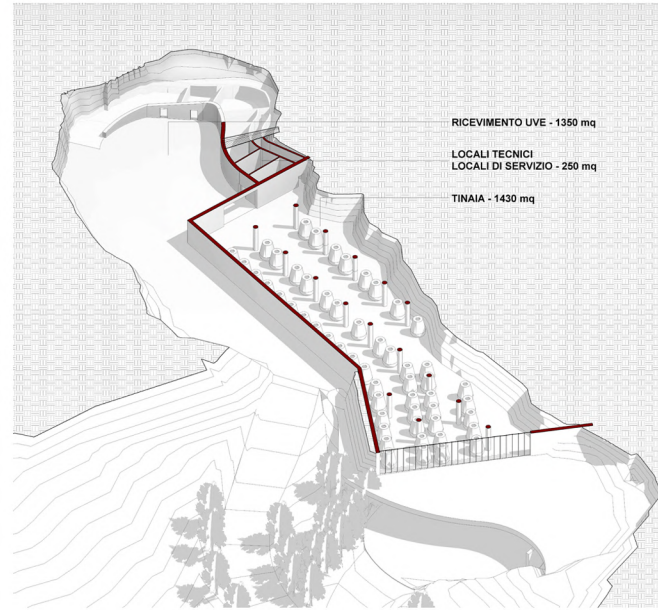 RICEVIMENTO UVE - 1350 mq
LOCALI TECNICI
LOCALI DI SERVIZIO - 250 mq
TINAIA - 1430 mq